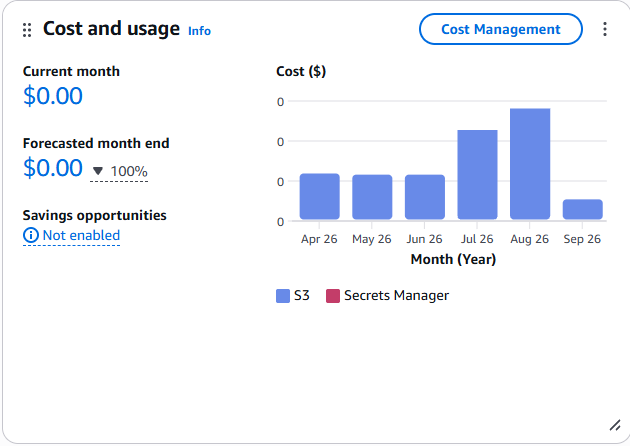 Cost and usage Info
Cost Management
Current month
$0.00
Forecasted month end
$0.00 100%
Savings opportunities
Not enabled
Cost ($)
0
0
0
0
Apr 26 May 26 Jun 26 Jul 26 Aug 26 Sep 26
Month (Year)
S3 Secrets Manager